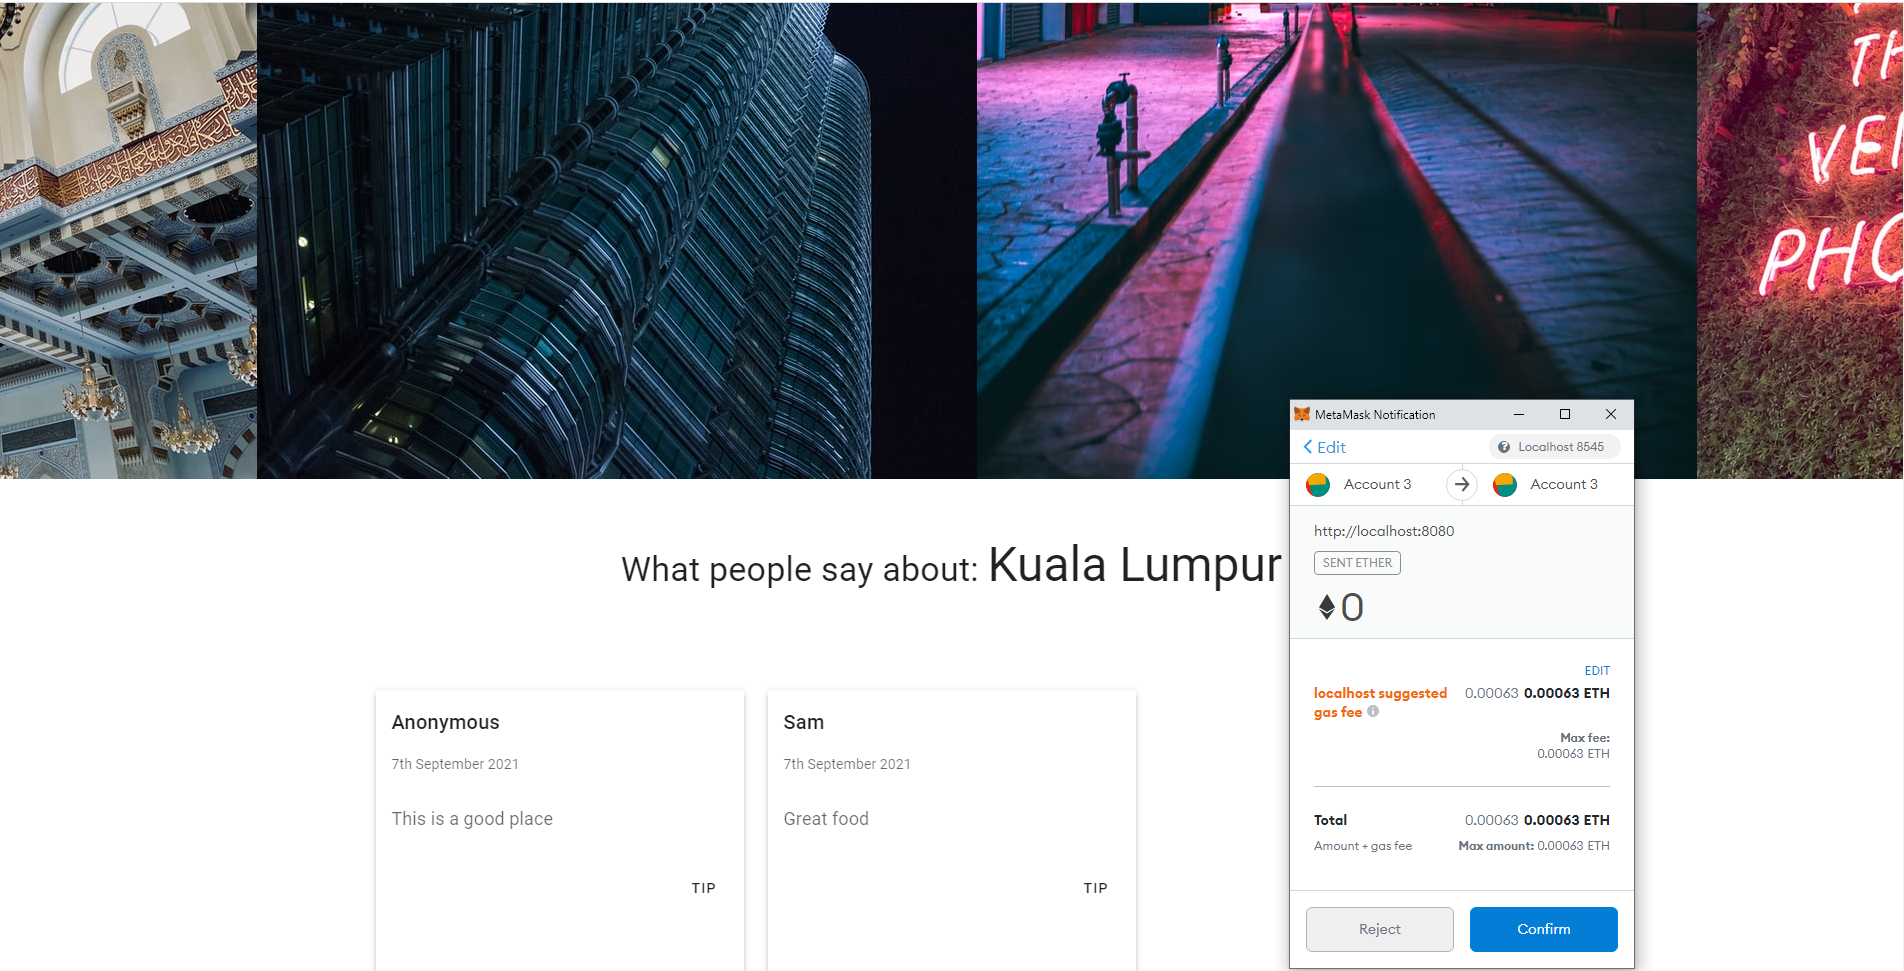 TH
VE
PHO
MetaMask Notification
Edit
Localhost 8545
Account 3
Account 3
http://localhost:8080
SENT ETHER
0
EDIT
localhost suggested gas fee
0.00063 0.00063 ETH
Max fee:
0.00063 ETH
Total
0.00063 0.00063 ETH
Amount + gas fee
Max amount: 0.00063 ETH
Reject
Confirm
What people say about: Kuala Lumpur
Anonymous
7th September 2021
This is a good place
TIP
Sam
7th September 2021
Great food
TIP